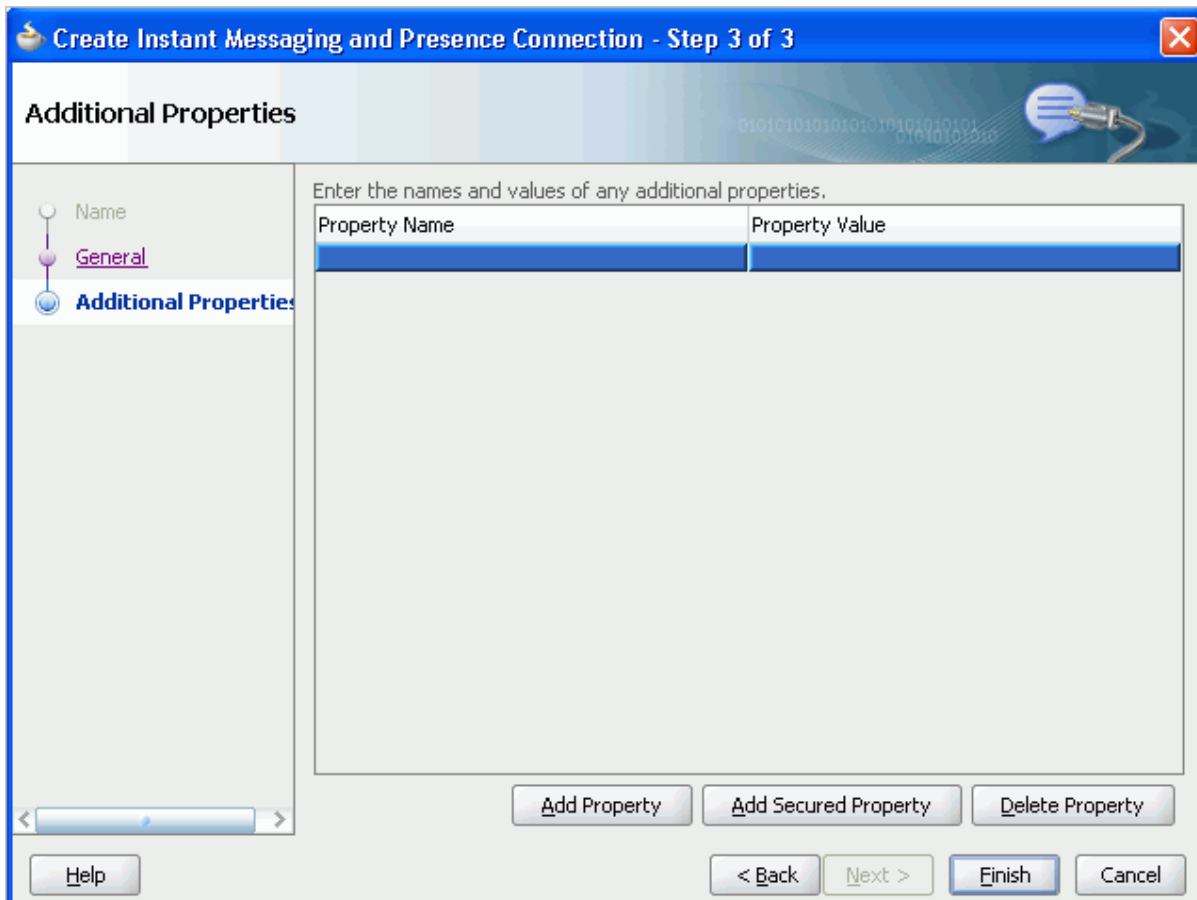 Create Instant Messaging and Presence Connection - Step 3 of 3
Additional Properties
0101010101010101010101010101
01010101010
Name
General
Additional Properties
Enter the names and values of any additional properties.
Property Name Property Value
Add Property Add Secured Property Delete Property
Help < Back Next > Finish Cancel